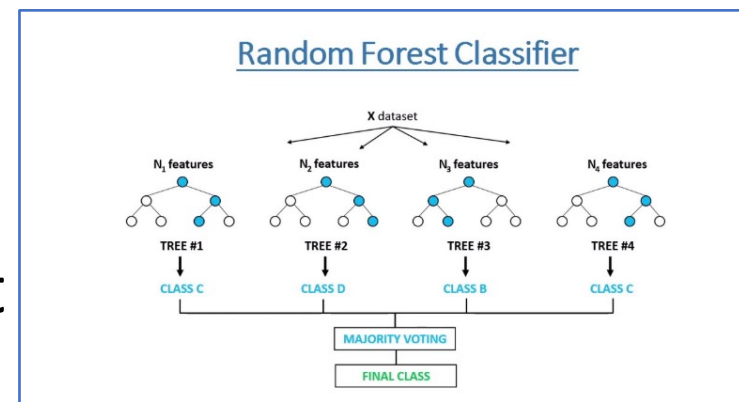 Random Forest Classifier
X dataset
N₁ features N₂ features N₃ features N₄ features
TREE #1 TREE #2 TREE #3 TREE #4
CLASS C CLASS D CLASS B CLASS C
MAJORITY VOTING
FINAL CLASS